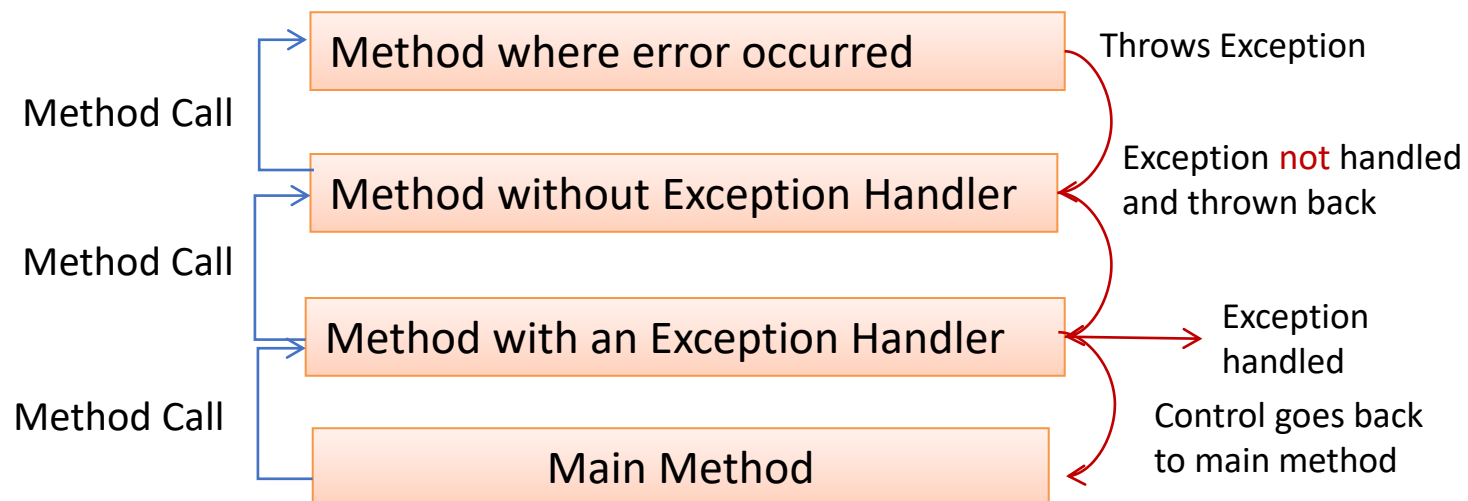 Method where error occurred
Throws Exception
Method Call
Exception not handled
and thrown back
Method without Exception Handler
Method Call
Exception
handled
Method with an Exception Handler
Method Call
Control goes back
to main method
Main Method